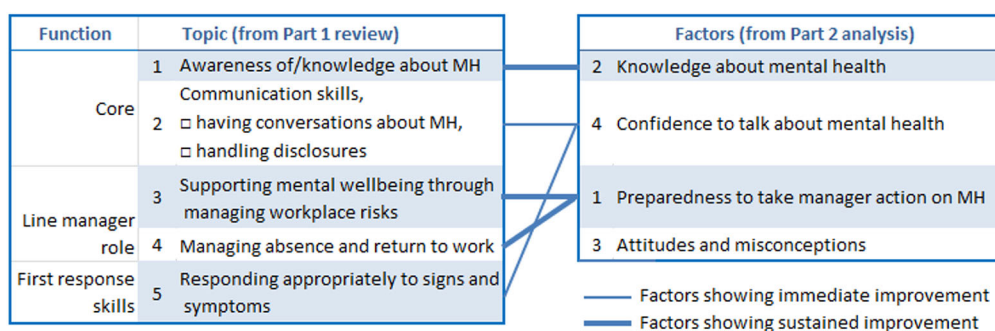 Function Topic (from Part 1 review)
Core
1 Awareness of/knowledge about MH
Communication skills,
2 □ having conversations about MH,
□ handling disclosures
Line manager role
3 Supporting mental wellbeing through
managing workplace risks
4 Managing absence and return to work
First response skills
5 Responding appropriately to signs and
symptoms
Factors (from Part 2 analysis)
2 Knowledge about mental health
4 Confidence to talk about mental health
1 Preparedness to take manager action on MH
3 Attitudes and misconceptions
Factors showing immediate improvement
Factors showing sustained improvement